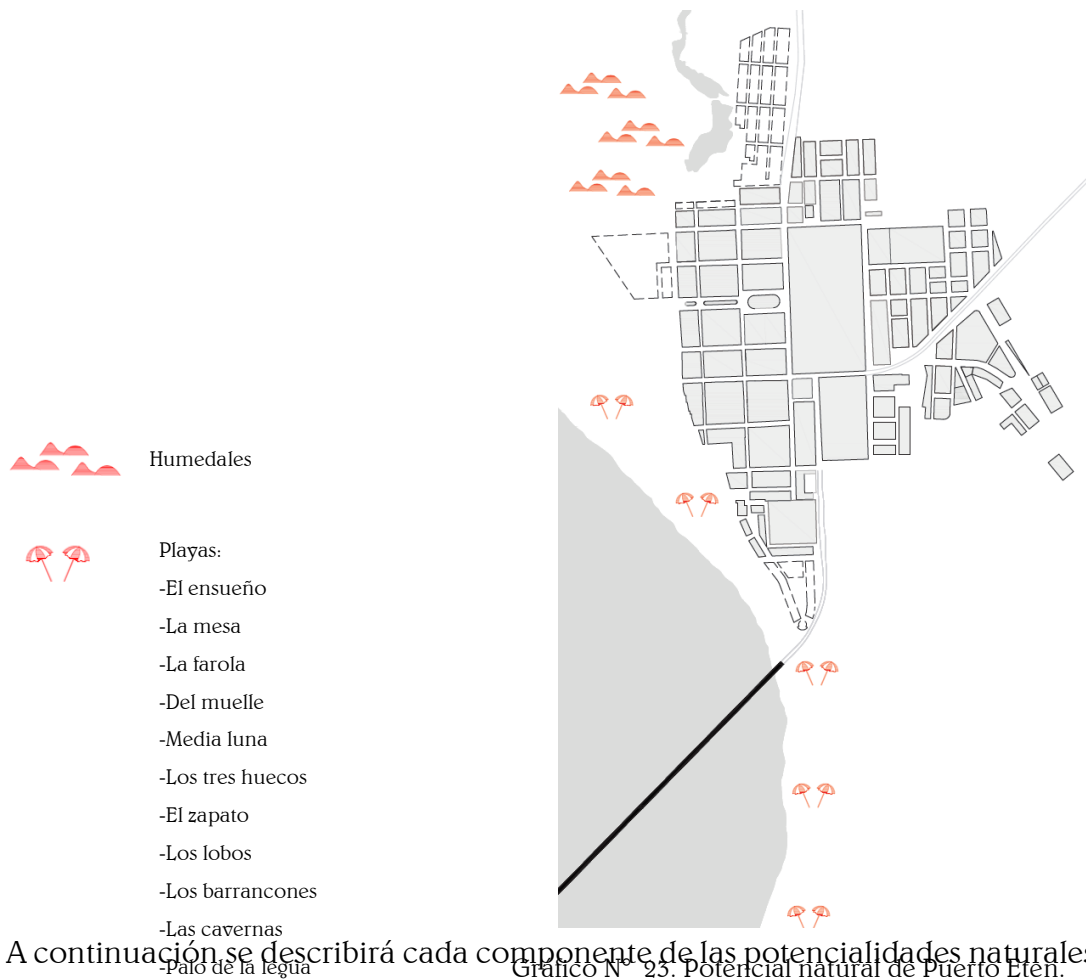 Humedales
Playas:
-El ensueño
-La mesa
-La farola
-Del muelle
-Media luna
-Los tres huecos
-El zapato
-Los lobos
-Los barrancones
-Las cavernas
A continuación se describirá cada componente de las potencialidades naturales
-Palo de la legua
Gráfico N° 23. Potencial natural de Puerto Eten.